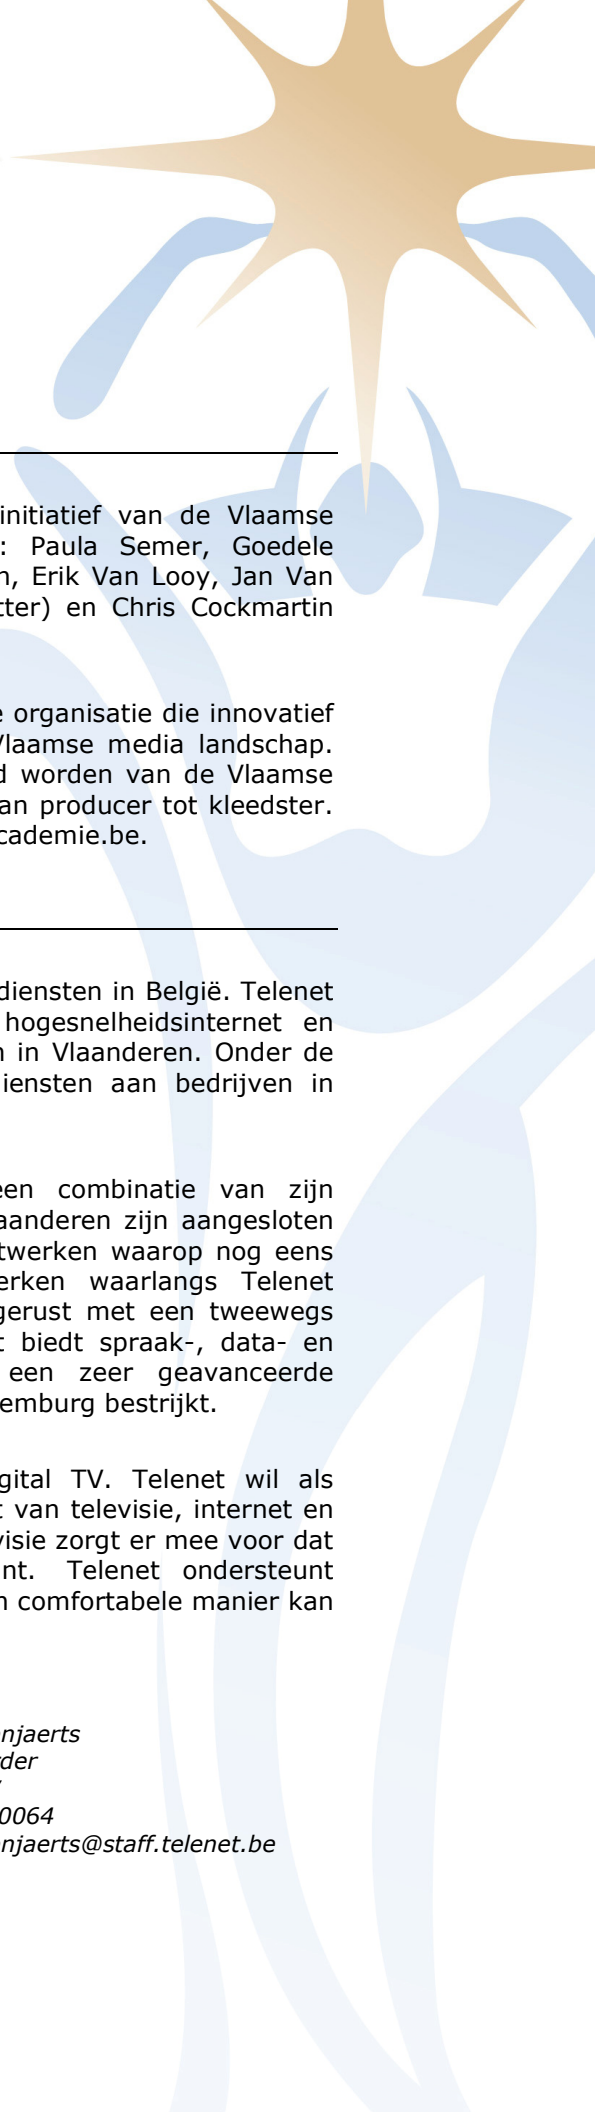 initiatief van de Vlaamse
: Paula Semer, Goedele
, Erik Van Looy, Jan Van
tter) en Chris Cockmartin
organisatie die innovatief
Vlaamse media landschap.
worden van de Vlaamse
an producer tot kleedster.
cademie.be.
diensten in België. Telenet
hogesnelheidsinternet en
in Vlaanderen. Onder de
diensten aan bedrijven in
een combinatie van zijn
aanderen zijn aangesloten
twerken waarop nog eens
erken waarlangs Telenet
gerust met een tweewegs
t biedt spraak-, data- en
een zeer geavanceerde
emburg bestrijkt.
gital TV. Telenet wil als
t van televisie, internet en
visie zorgt er mee voor dat
nt. Telenet ondersteunt
n comfortabele manier kan
njaerts
der
0064
njaerts@staff.telenet.be